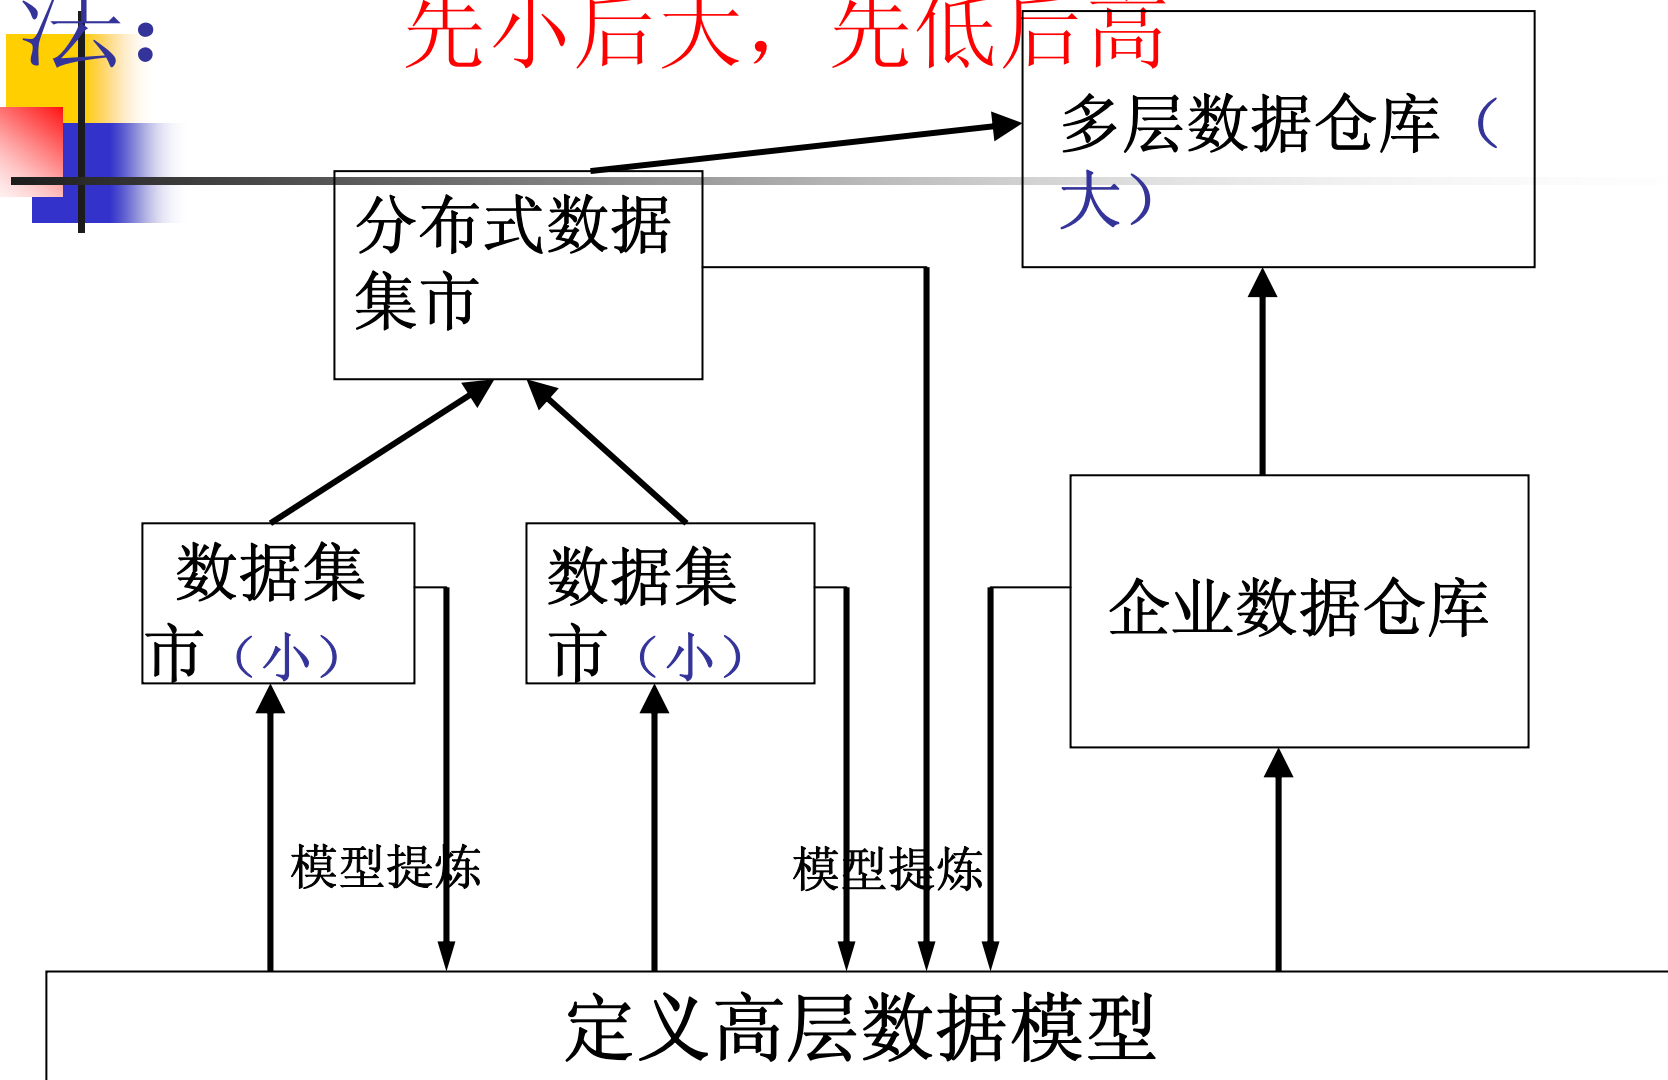 法： 先小后大，先低后高
多层数据仓库（
大）
分布式数据
集市
数据集
市（小）
数据集
市（小）
企业数据仓库
模型提炼
模型提炼
定义高层数据模型